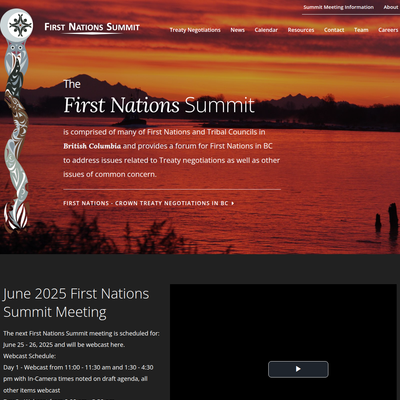 Summit Meeting Information About
FIRST NATIONS SUMMIT
Treaty Negotiations News Calendar Resources Contact Team Careers
The
First Nations Summit
is comprised of many of First Nations and Tribal Councils in
British Columbia and provides a forum for First Nations in BC
to address issues related to Treaty negotiations as well as other
issues of common concern.
FIRST NATIONS - CROWN TREATY NEGOTIATIONS IN BC
June 2025 First Nations
Summit Meeting
The next First Nations Summit meeting is scheduled for:
June 25 - 26, 2025 and will be webcast here.
Webcast Schedule:
Day 1 - Webcast from 11:00 - 11:30 am and 1:30 - 4:30
pm with In-Camera times noted on draft agenda, all
other items webcast